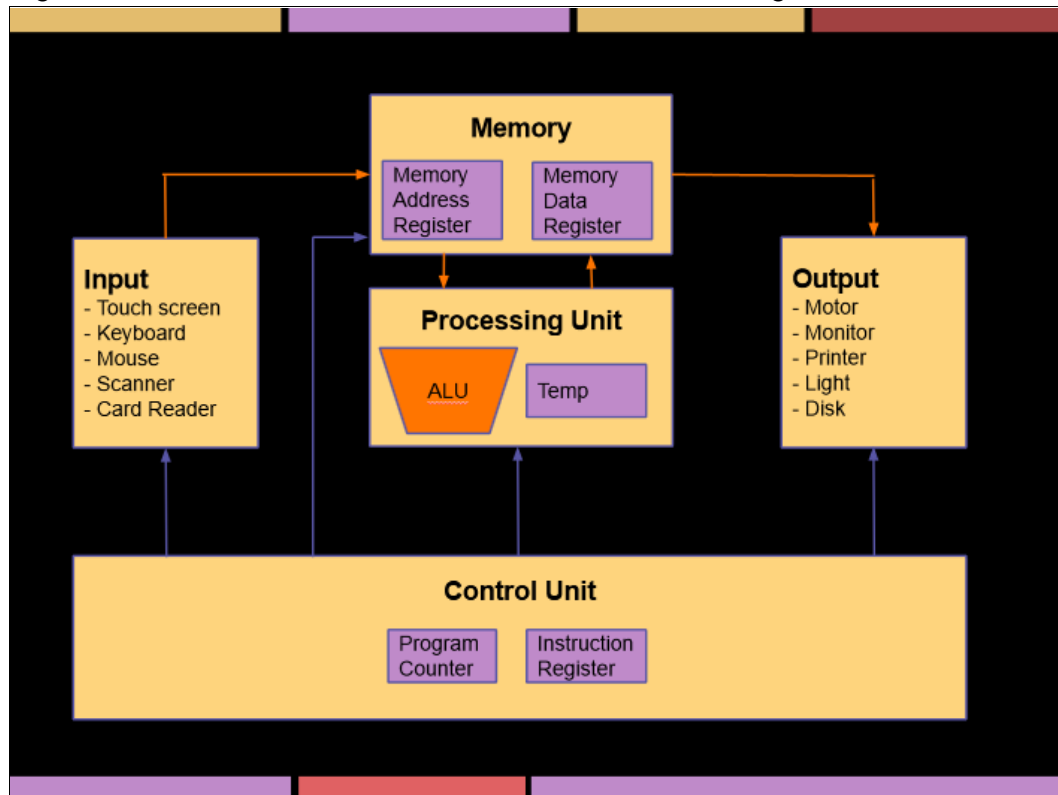 Memory
Memory
Address
Register
Memory
Data
Register
Input
- Touch screen
- Keyboard
- Mouse
- Scanner
- Card Reader
Processing Unit
ALU
Temp
Output
- Motor
- Monitor
- Printer
- Light
- Disk
Control Unit
Program
Counter
Instruction
Register